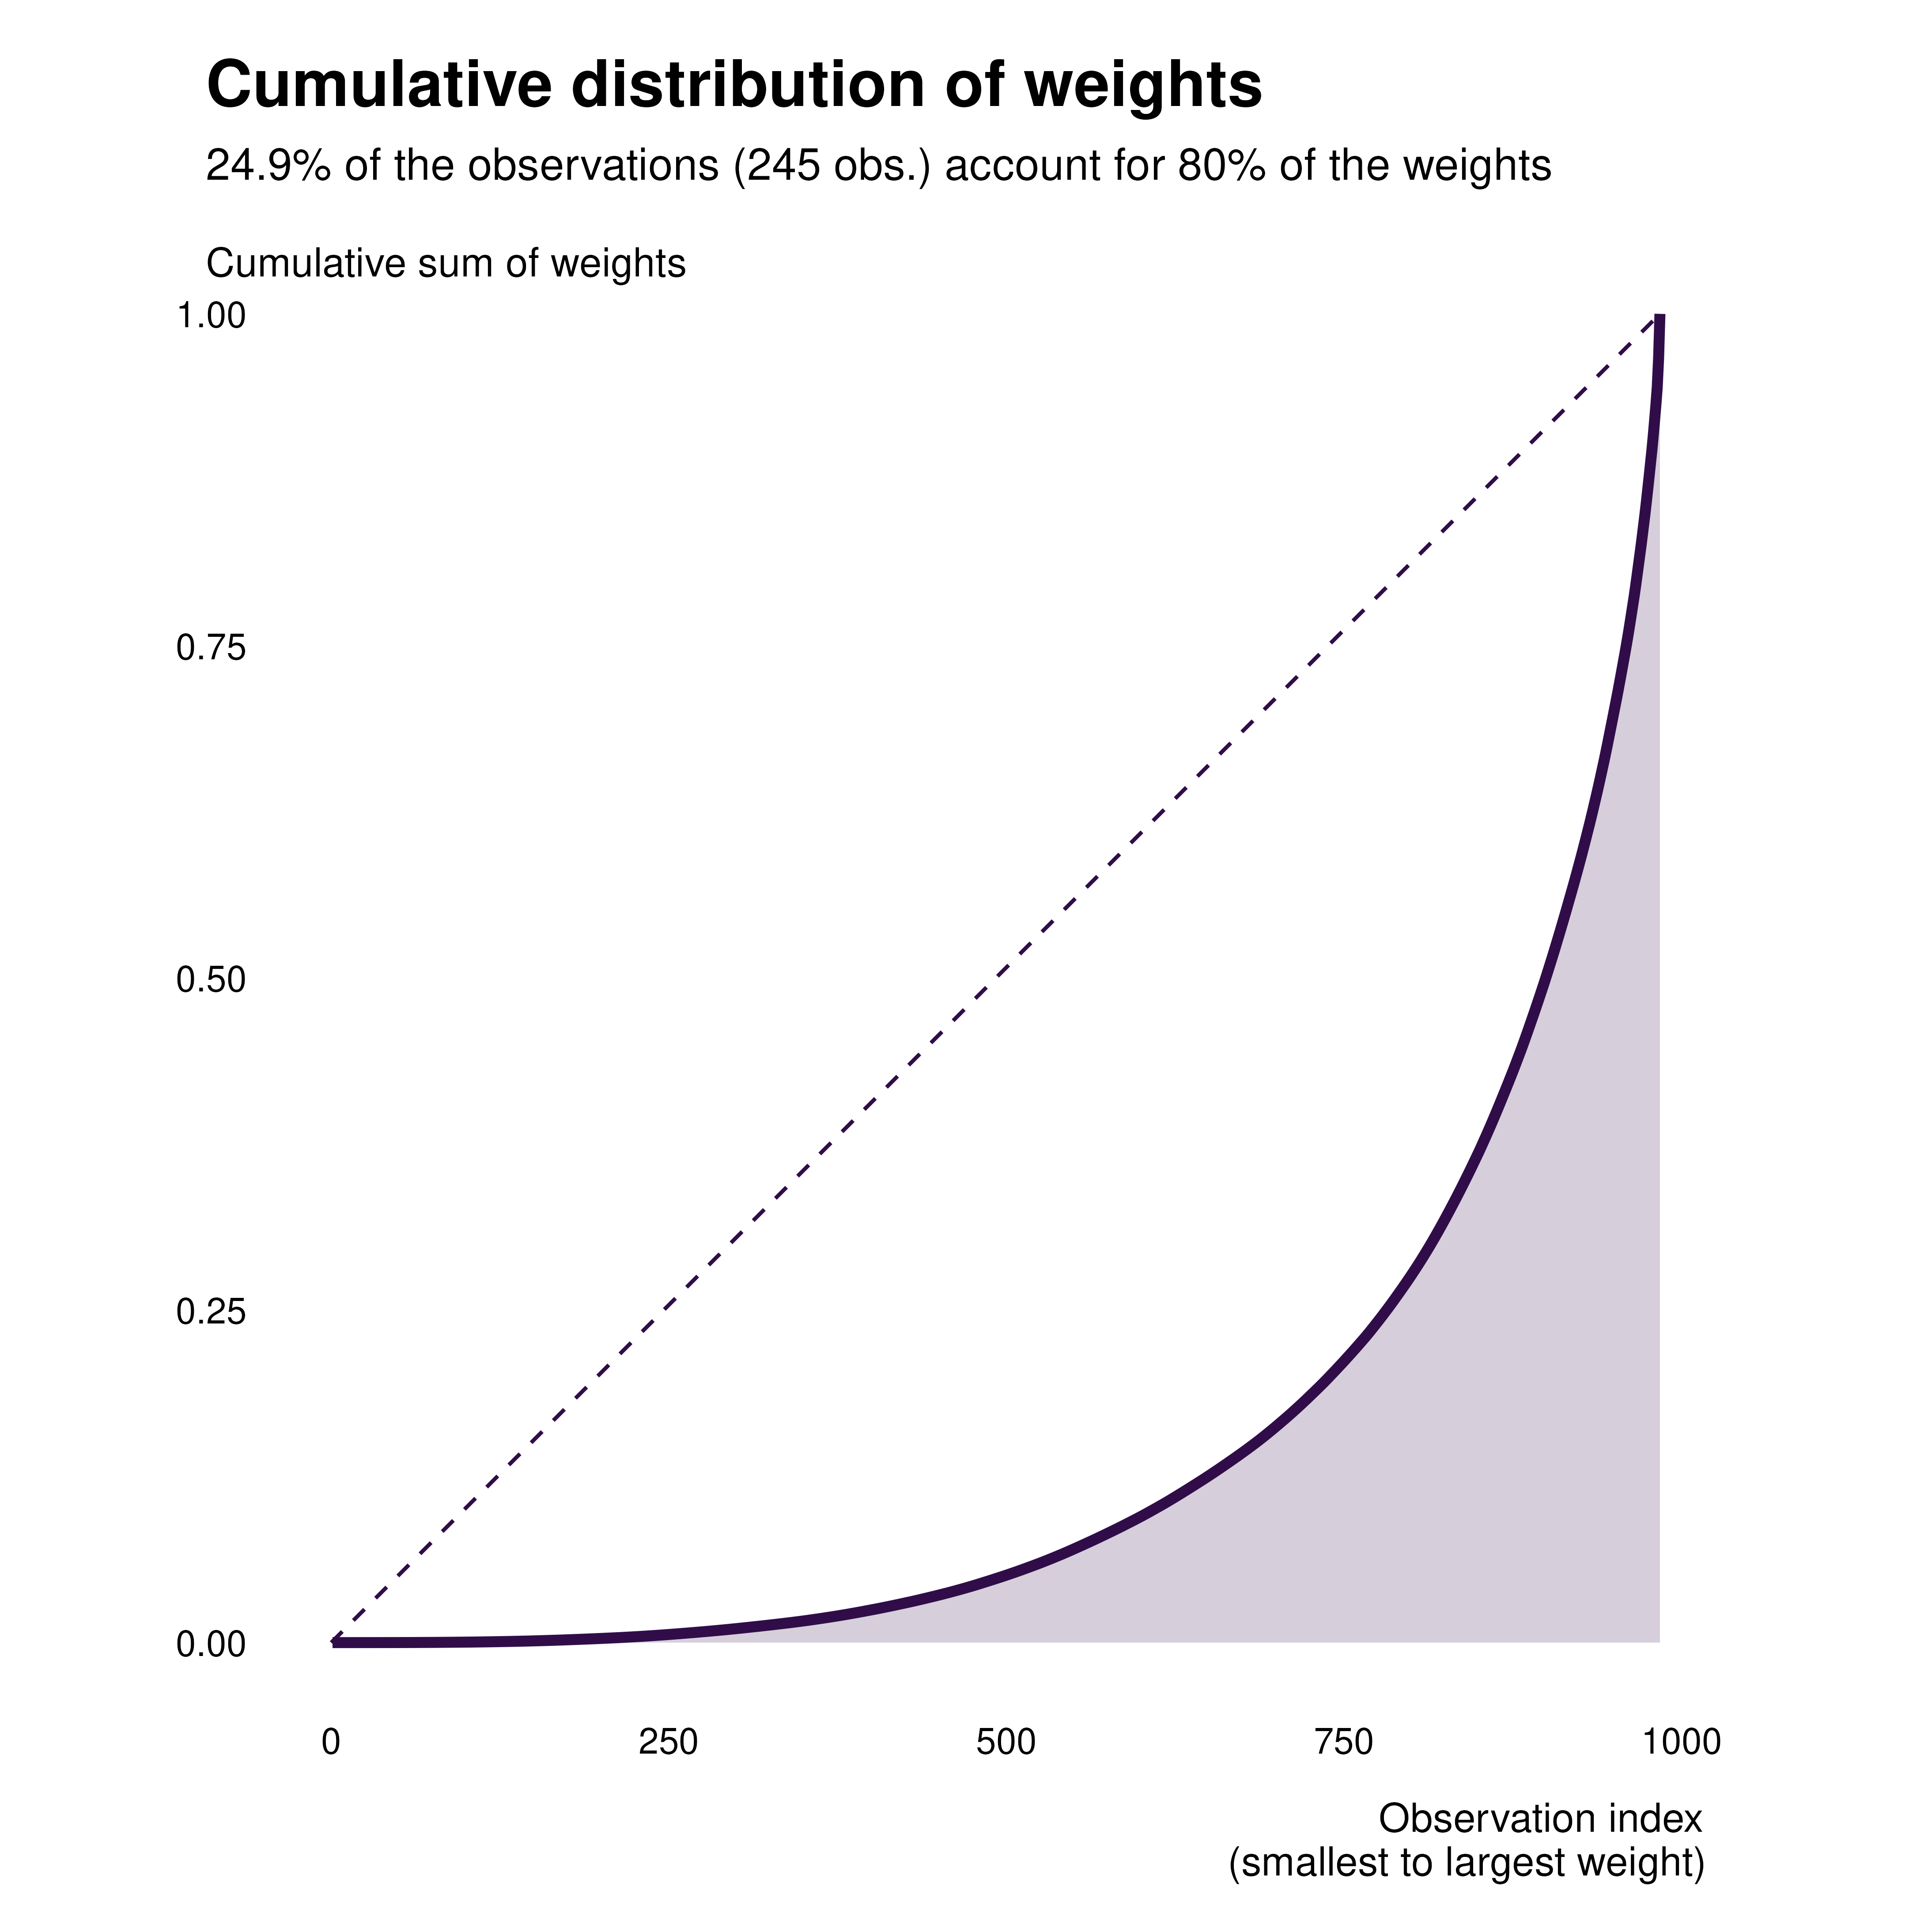 Cumulative distribution of weights
24.9% of the observations (245 obs.) account for 80% of the weights
Cumulative sum of weights
1.00
0.75
0.50
0.25
0.00
0 250 500 750 1000
Observation index
(smallest to largest weight)